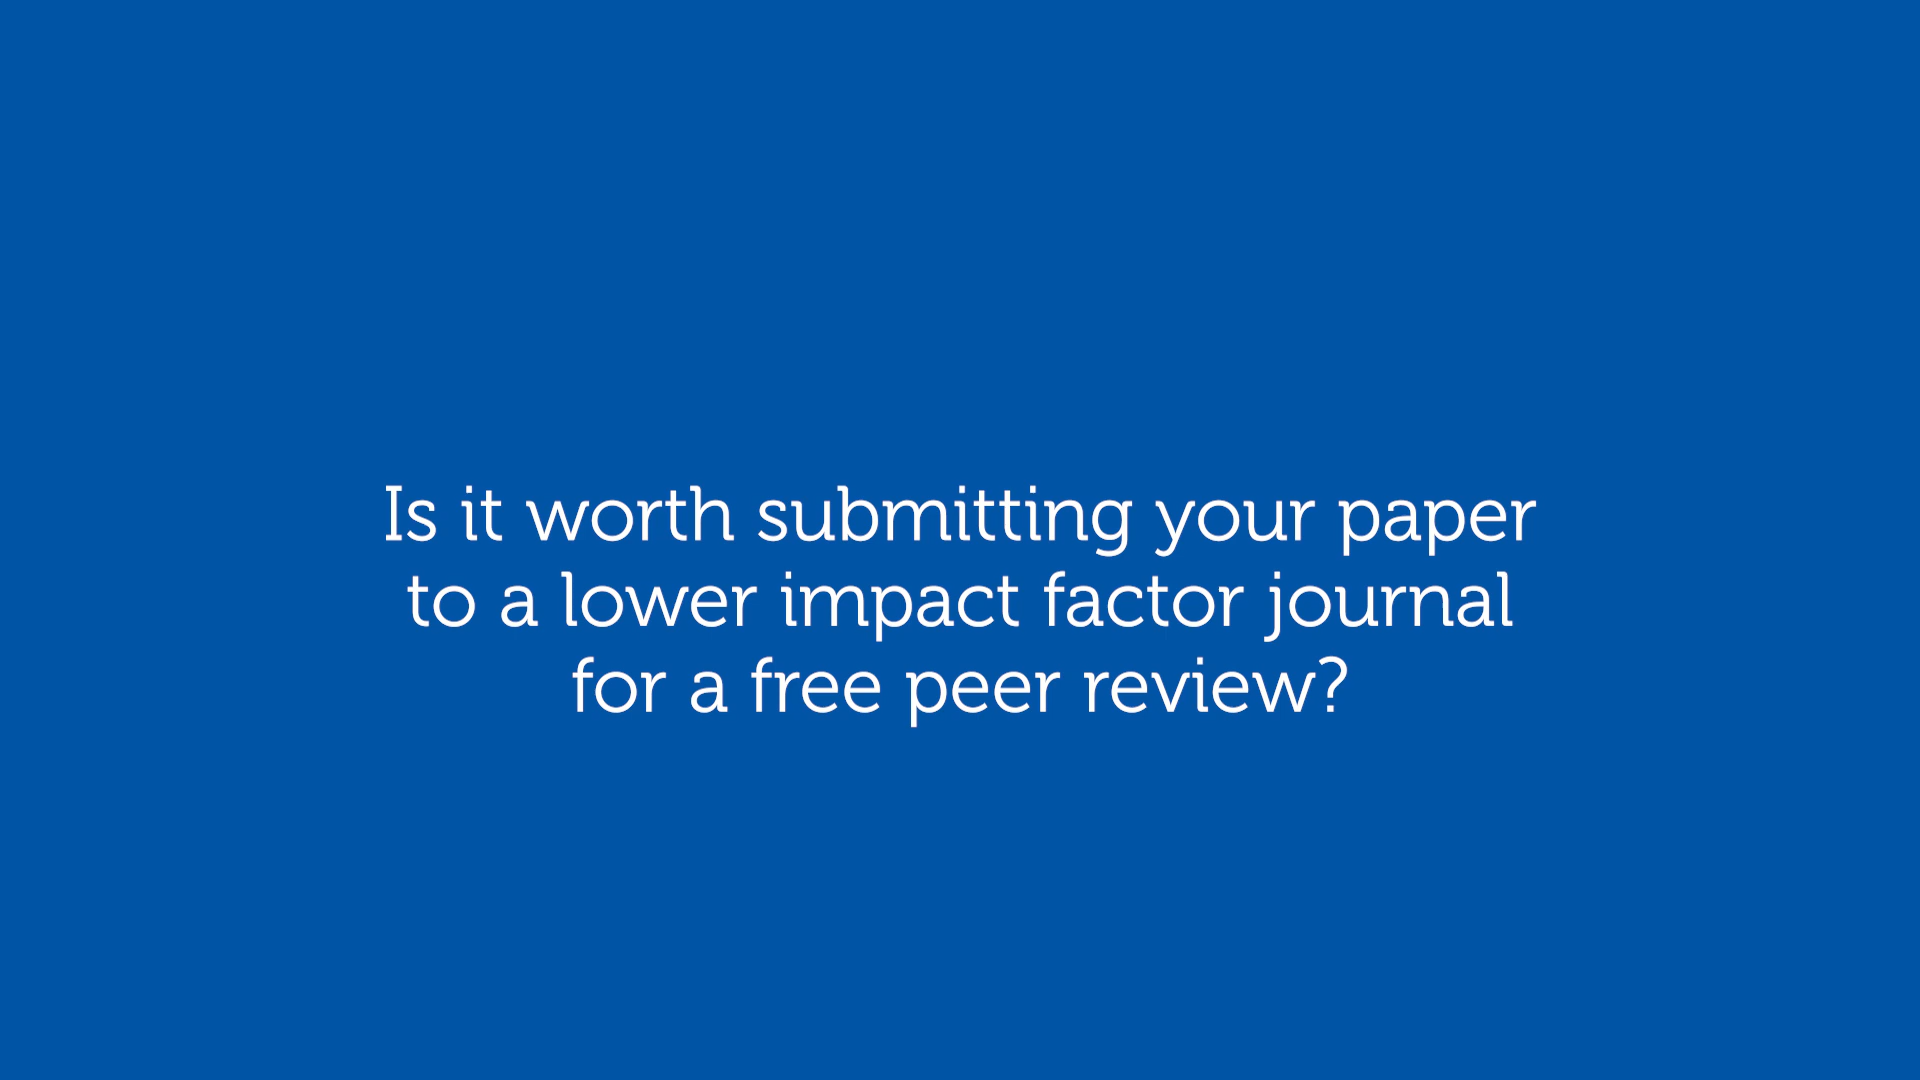 Is it worth submitting your paper
to a lower impact factor journal
for a free peer review?